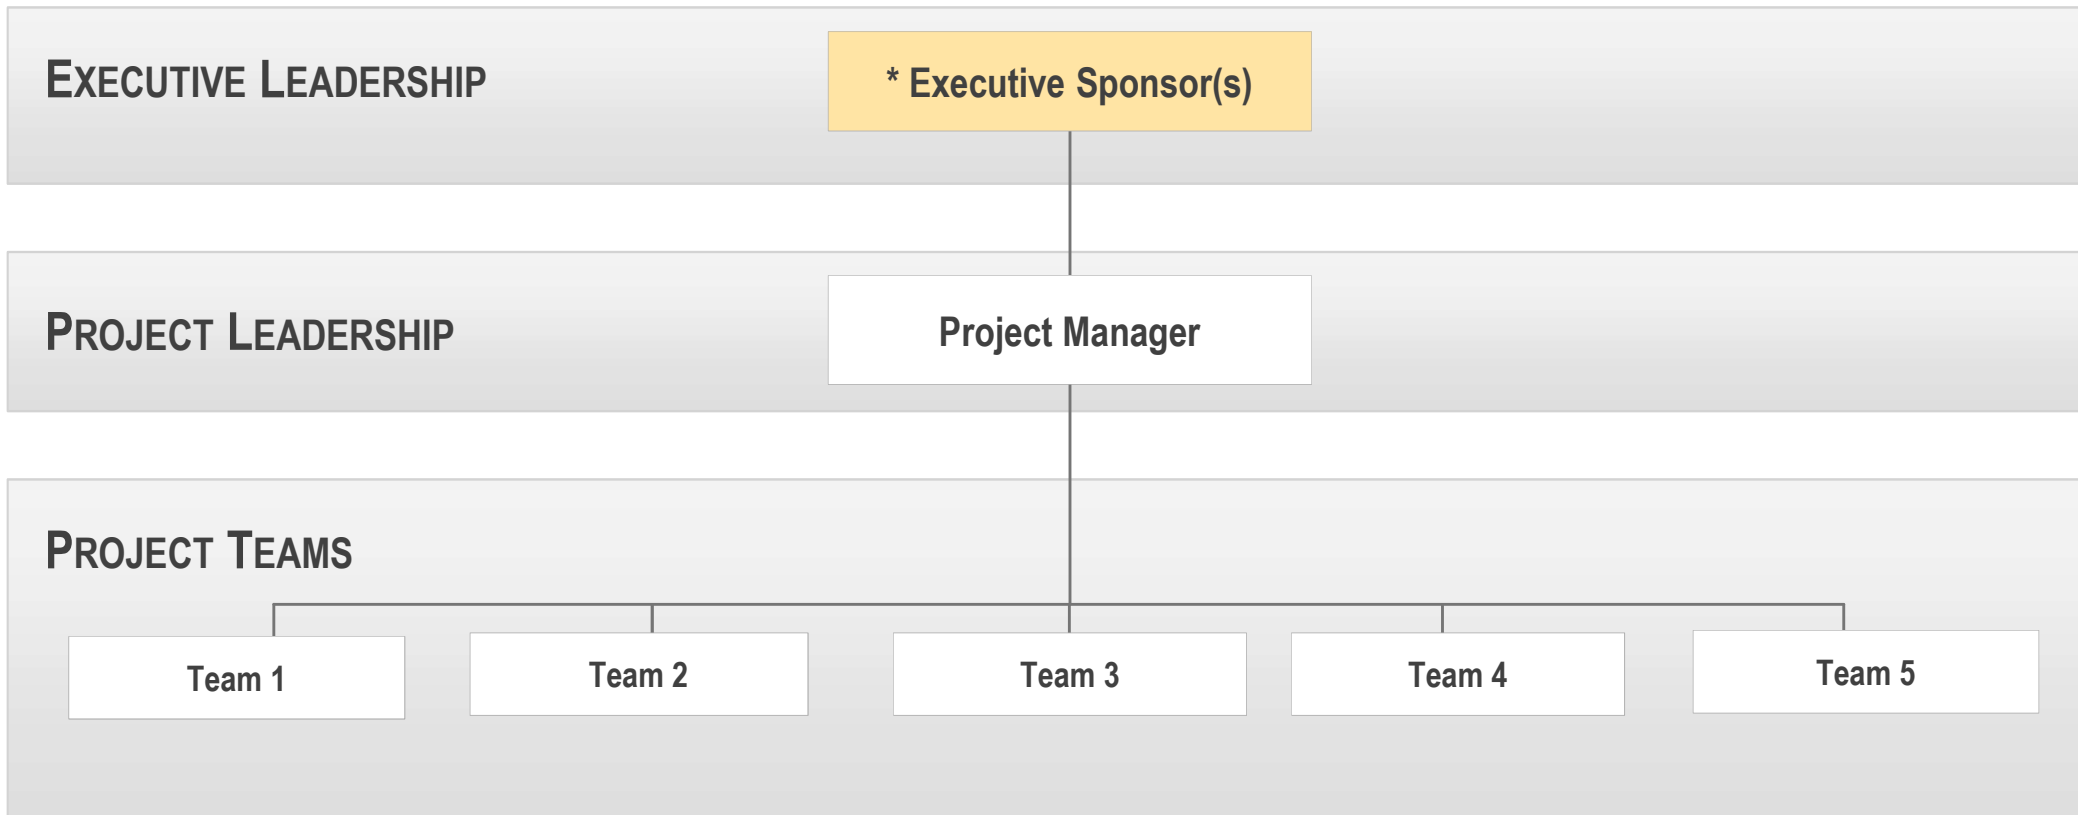 EXECUTIVE LEADERSHIP
* Executive Sponsor(s)
PROJECT LEADERSHIP
Project Manager
PROJECT TEAMS
Team 1
Team 2
Team 3
Team 4
Team 5